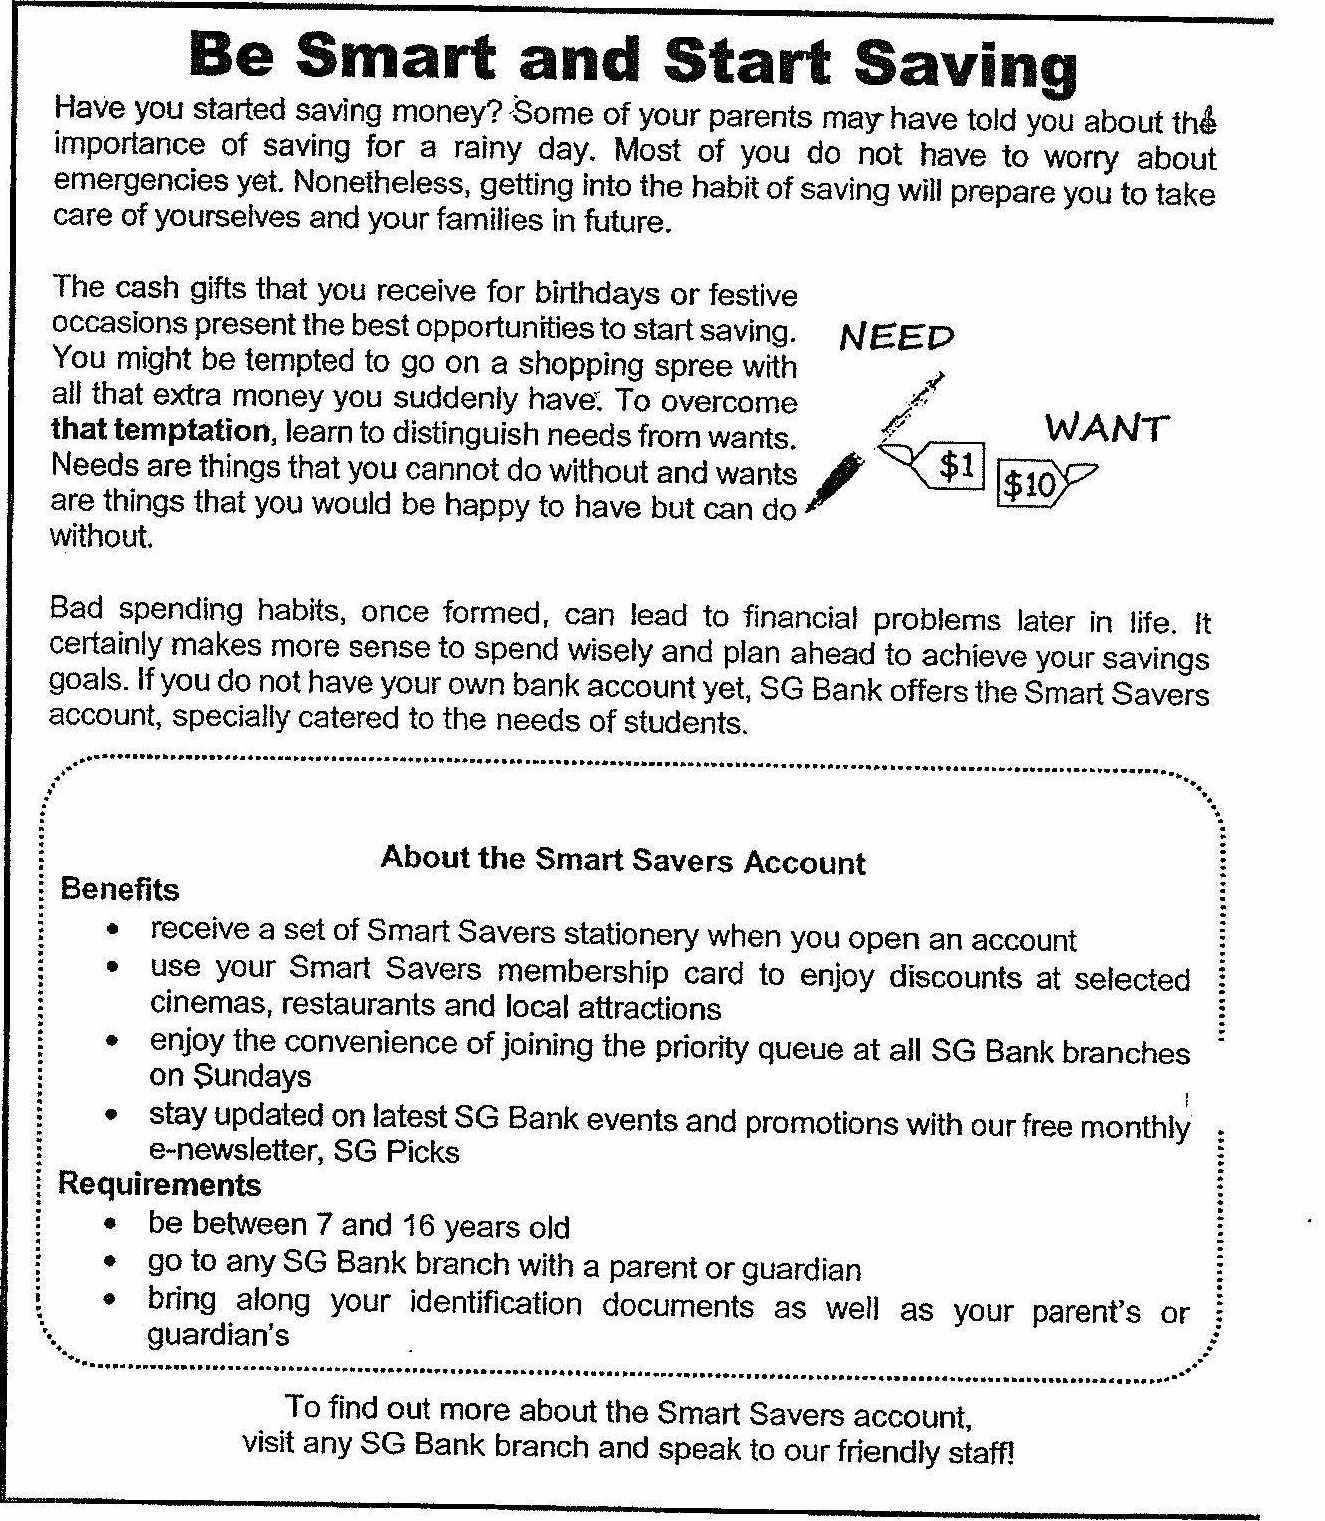 Be Smart and Start Saving
Have you started saving money? Some of your parents may have told you about the
importance of saving for a rainy day. Most of you do not have to worry about
emergencies yet. Nonetheless, getting into the habit of saving will prepare you to take
care of yourselves and your families in future.
The cash gifts that you receive for birthdays or festive
occasions present the best opportunities to start saving.
You might be tempted to go on a shopping spree with
all that extra money you suddenly have. To overcome
that temptation, learn to distinguish needs from wants.
Needs are things that you cannot do without and wants
are things that you would be happy to have but can do
without.
NEED
WANT
$1
$10
Bad spending habits, once formed, can lead to financial problems later in life. It
certainly makes more sense to spend wisely and plan ahead to achieve your savings
goals. If you do not have your own bank account yet, SG Bank offers the Smart Savers
account, specially catered to the needs of students.
About the Smart Savers Account
Benefits
• receive a set of Smart Savers stationery when you open an account
• use your Smart Savers membership card to enjoy discounts at selected
cinemas, restaurants and local attractions
• enjoy the convenience of joining the priority queue at all SG Bank branches
on Sundays
• stay updated on latest SG Bank events and promotions with our free monthly
e-newsletter, SG Picks
Requirements
• be between 7 and 16 years old
• go to any SG Bank branch with a parent or guardian
• bring along your identification documents as well as your parent's or
guardian's
To find out more about the Smart Savers account,
visit any SG Bank branch and speak to our friendly staff!